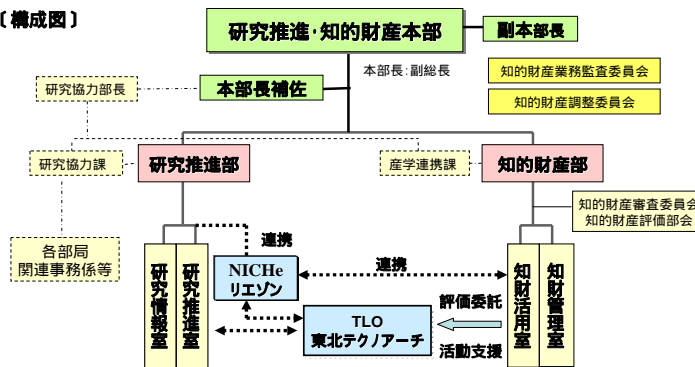 〔構成図〕
研究推進・知的財産本部
副本部長
本部長:副総長
知的財産業務監査委員会
研究協力部長
本部長補佐
知的財産調整委員会
研究協力課
研究推進部
産学連携課
知的財産部
知的財産審査委員会
知的財産評価部会
各部局
関連事務係等
研究情報室
研究推進室
連携
NICHe
リエゾン
連携
知財活用室
知財管理室
評価委託
TLO
東北テクノアーチ
活動支援